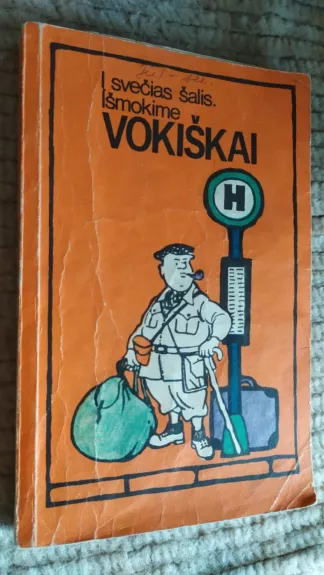 Į svečias šalis.
Išmokime
VOKIŠKAI
H